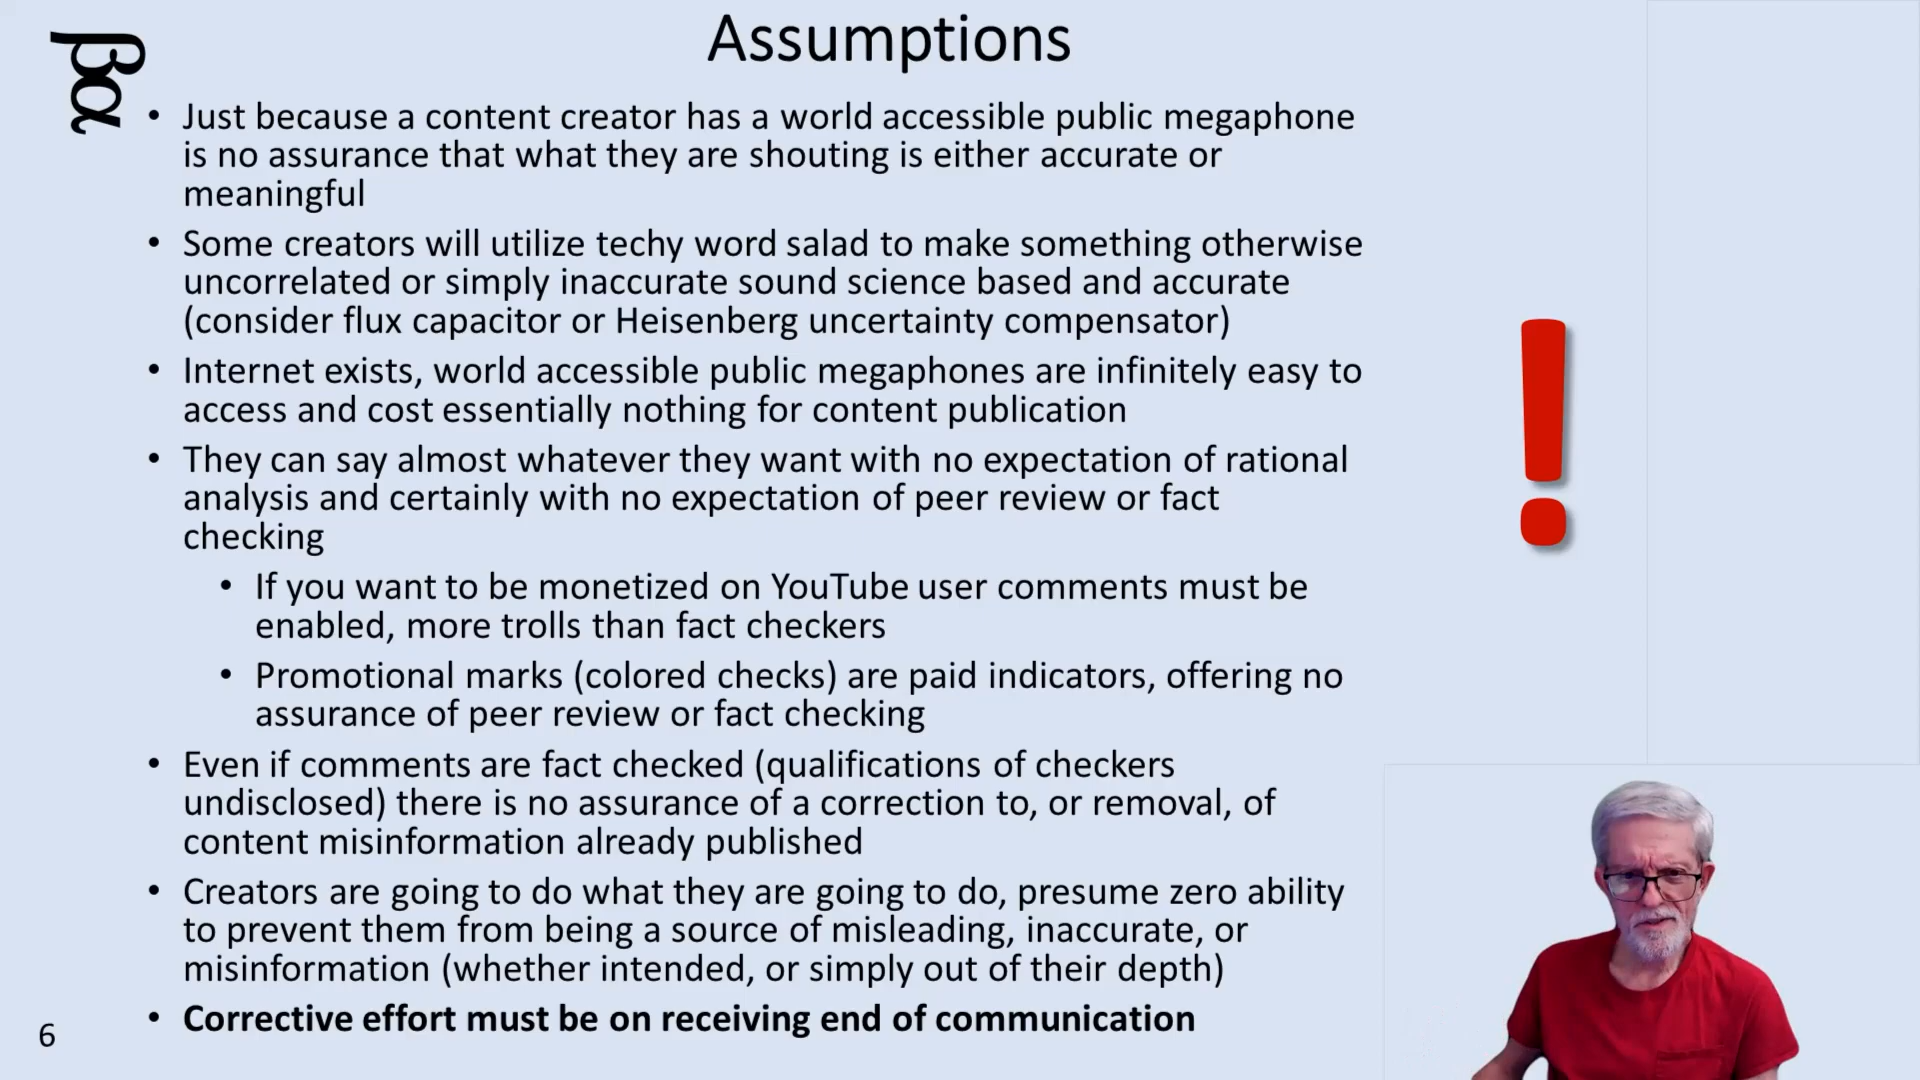 Assumptions
βα
• Just because a content creator has a world accessible public megaphone
is no assurance that what they are shouting is either accurate or
meaningful
• Some creators will utilize techy word salad to make something otherwise
uncorrelated or simply inaccurate sound science based and accurate
(consider flux capacitor or Heisenberg uncertainty compensator)
• Internet exists, world accessible public megaphones are infinitely easy to
access and cost essentially nothing for content publication
• They can say almost whatever they want with no expectation of rational
analysis and certainly with no expectation of peer review or fact
checking
• If you want to be monetized on YouTube user comments must be
enabled, more trolls than fact checkers
• Promotional marks (colored checks) are paid indicators, offering no
assurance of peer review or fact checking
• Even if comments are fact checked (qualifications of checkers
undisclosed) there is no assurance of a correction to, or removal, of
content misinformation already published
• Creators are going to do what they are going to do, presume zero ability
to prevent them from being a source of misleading, inaccurate, or
misinformation (whether intended, or simply out of their depth)
• Corrective effort must be on receiving end of communication
!
6